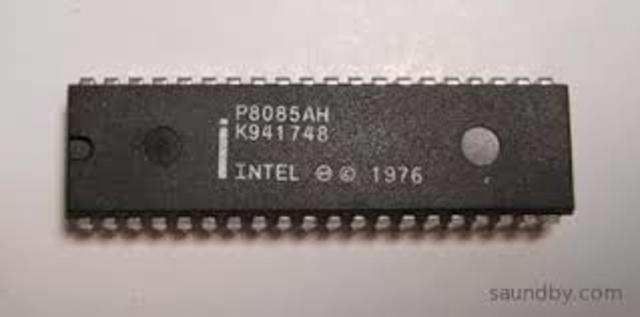 P8085AH
K941748
INTEL Ⓜ © 1976
saundby.com